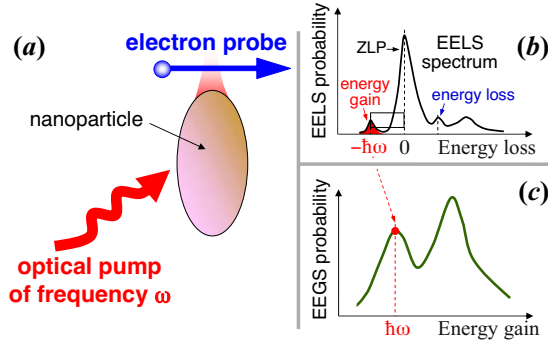 (a)
electron probe
nanoparticle
optical pump
of frequency ω
(b)
EELS probability
ZLP
EELS
spectrum
energy
gain
energy loss
−ħω
0
Energy loss
(c)
EEGS probability
ħω
Energy gain